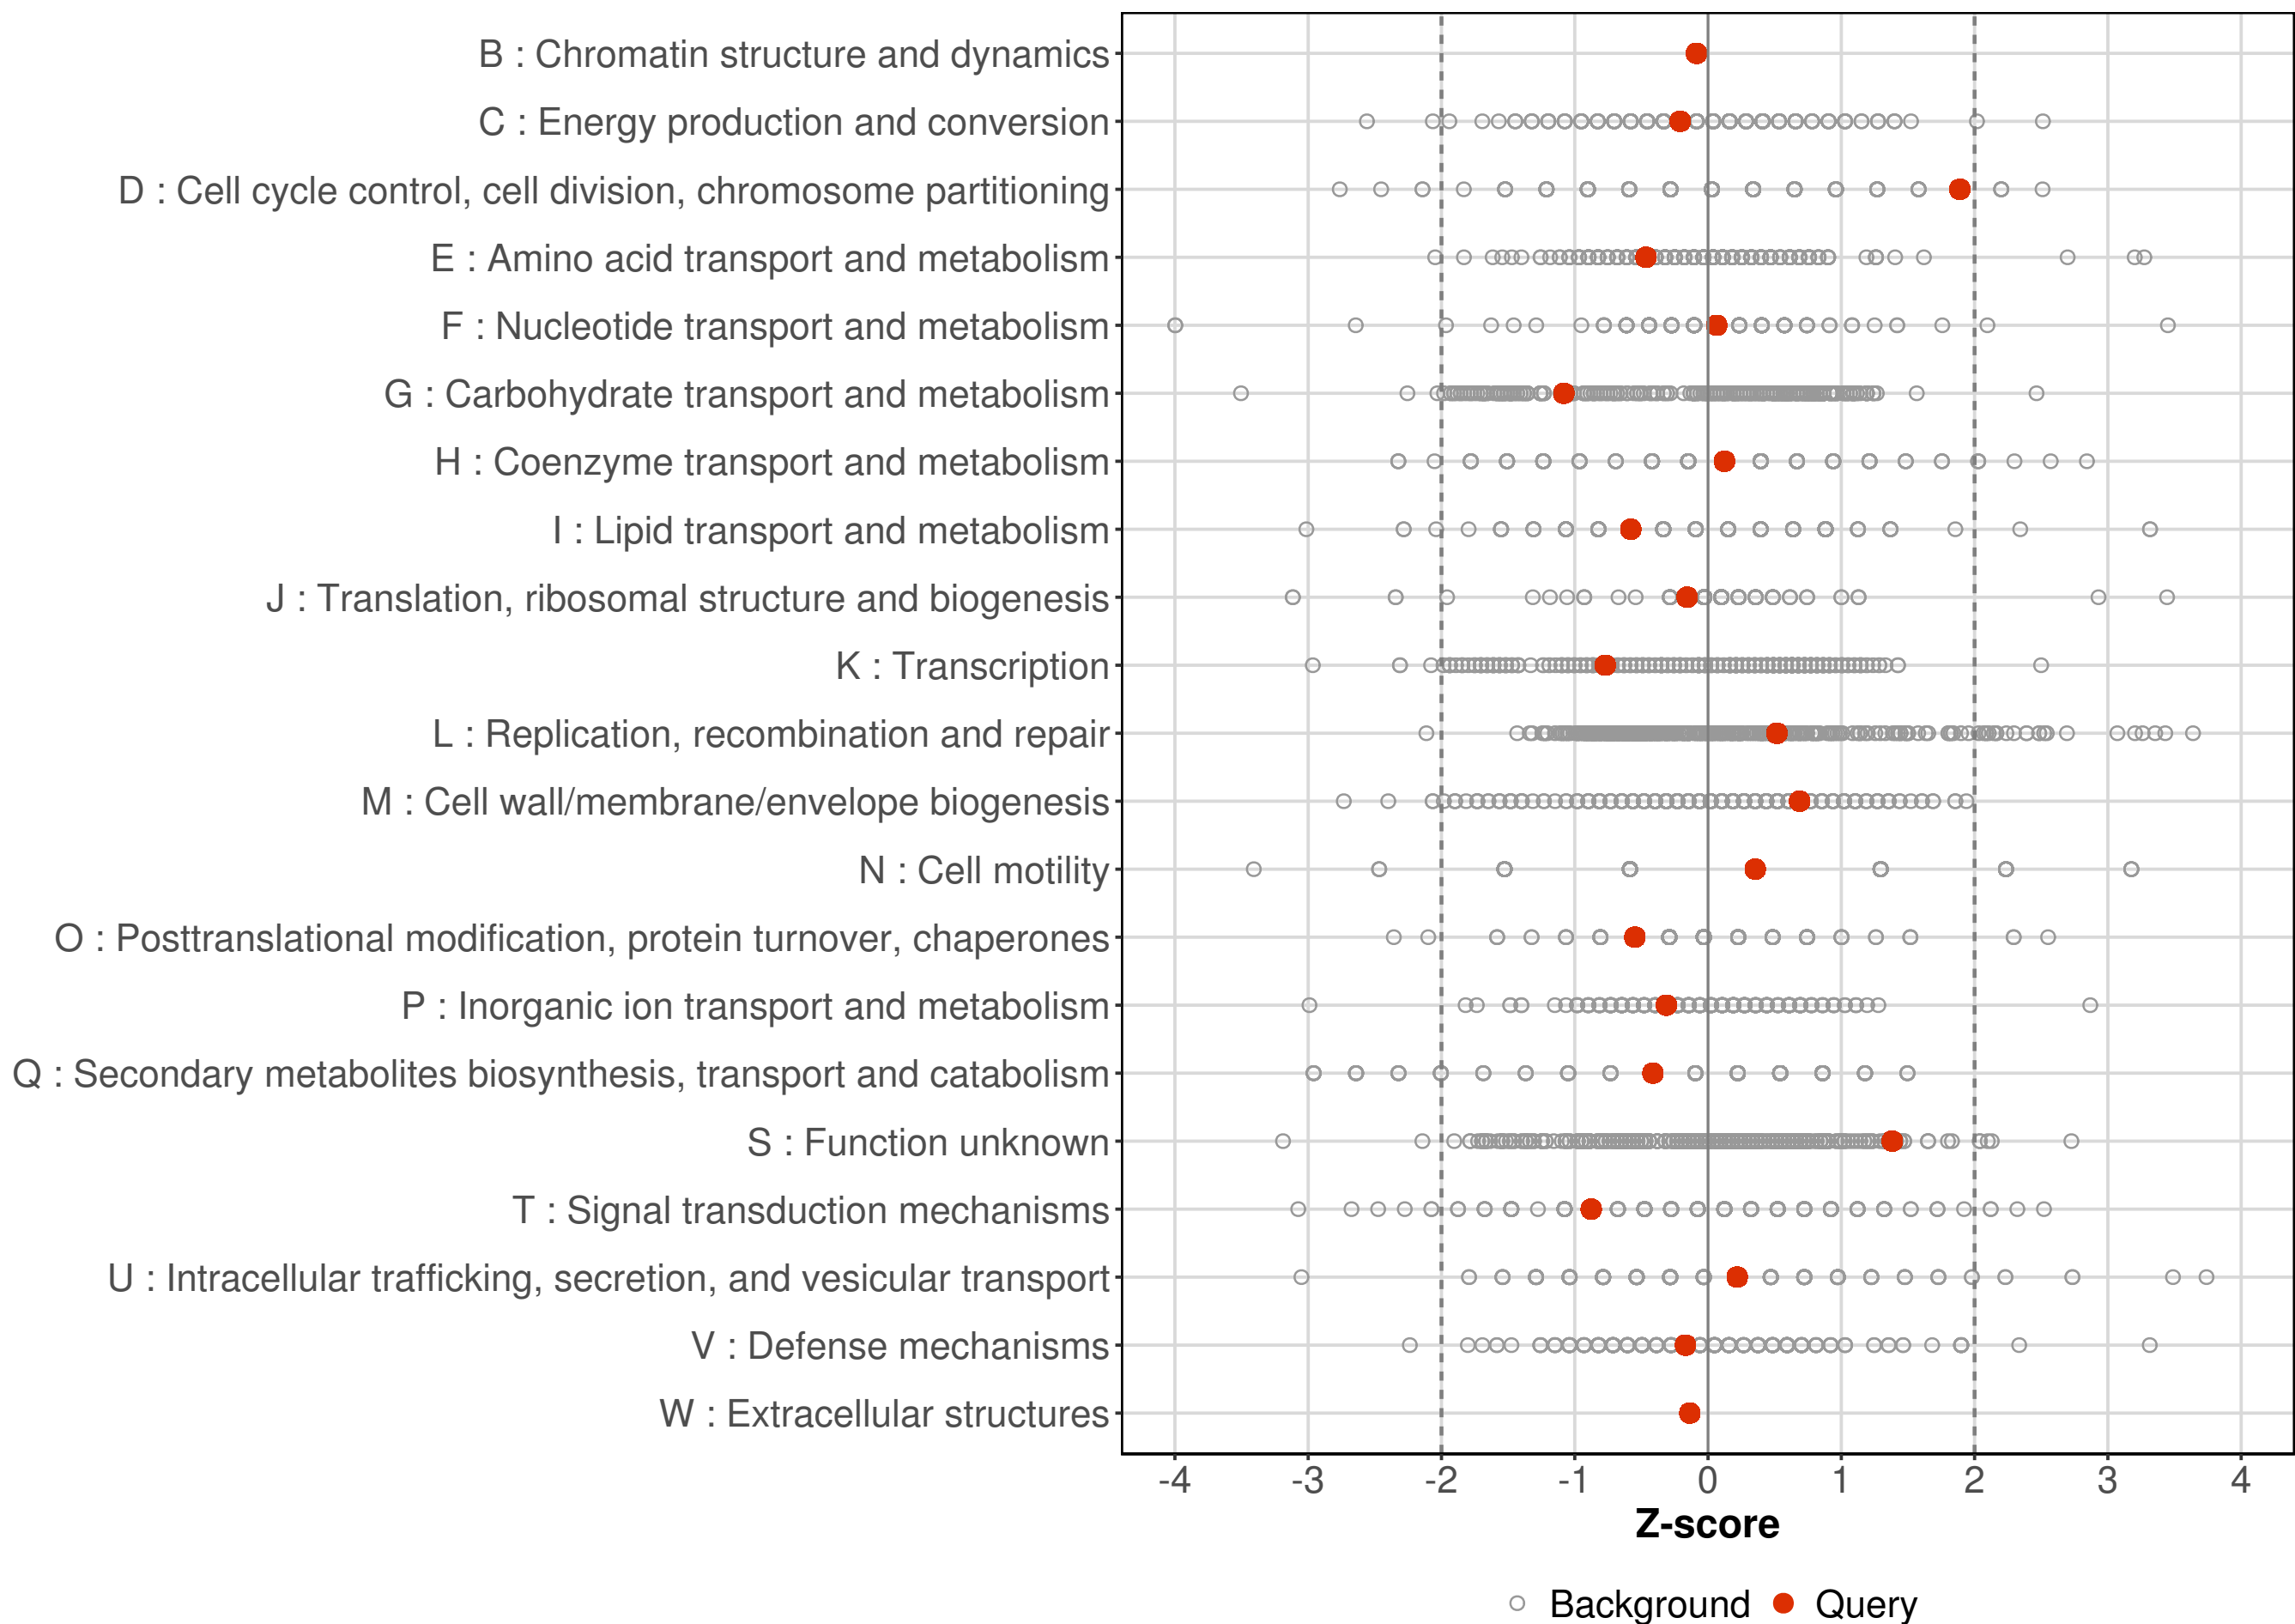 B : Chromatin structure and dynamics
C : Energy production and conversion
D : Cell cycle control, cell division, chromosome partitioning
E : Amino acid transport and metabolism
F : Nucleotide transport and metabolism
G : Carbohydrate transport and metabolism
H : Coenzyme transport and metabolism
I : Lipid transport and metabolism
J : Translation, ribosomal structure and biogenesis
K : Transcription
L : Replication, recombination and repair
M : Cell wall/membrane/envelope biogenesis
N : Cell motility
O : Posttranslational modification, protein turnover, chaperones
P : Inorganic ion transport and metabolism
Q : Secondary metabolites biosynthesis, transport and catabolism
S : Function unknown
T : Signal transduction mechanisms
U : Intracellular trafficking, secretion, and vesicular transport
V : Defense mechanisms
W : Extracellular structures
-4 -3 -2 -1 0 1 2 3 4
Z-score
Background Query